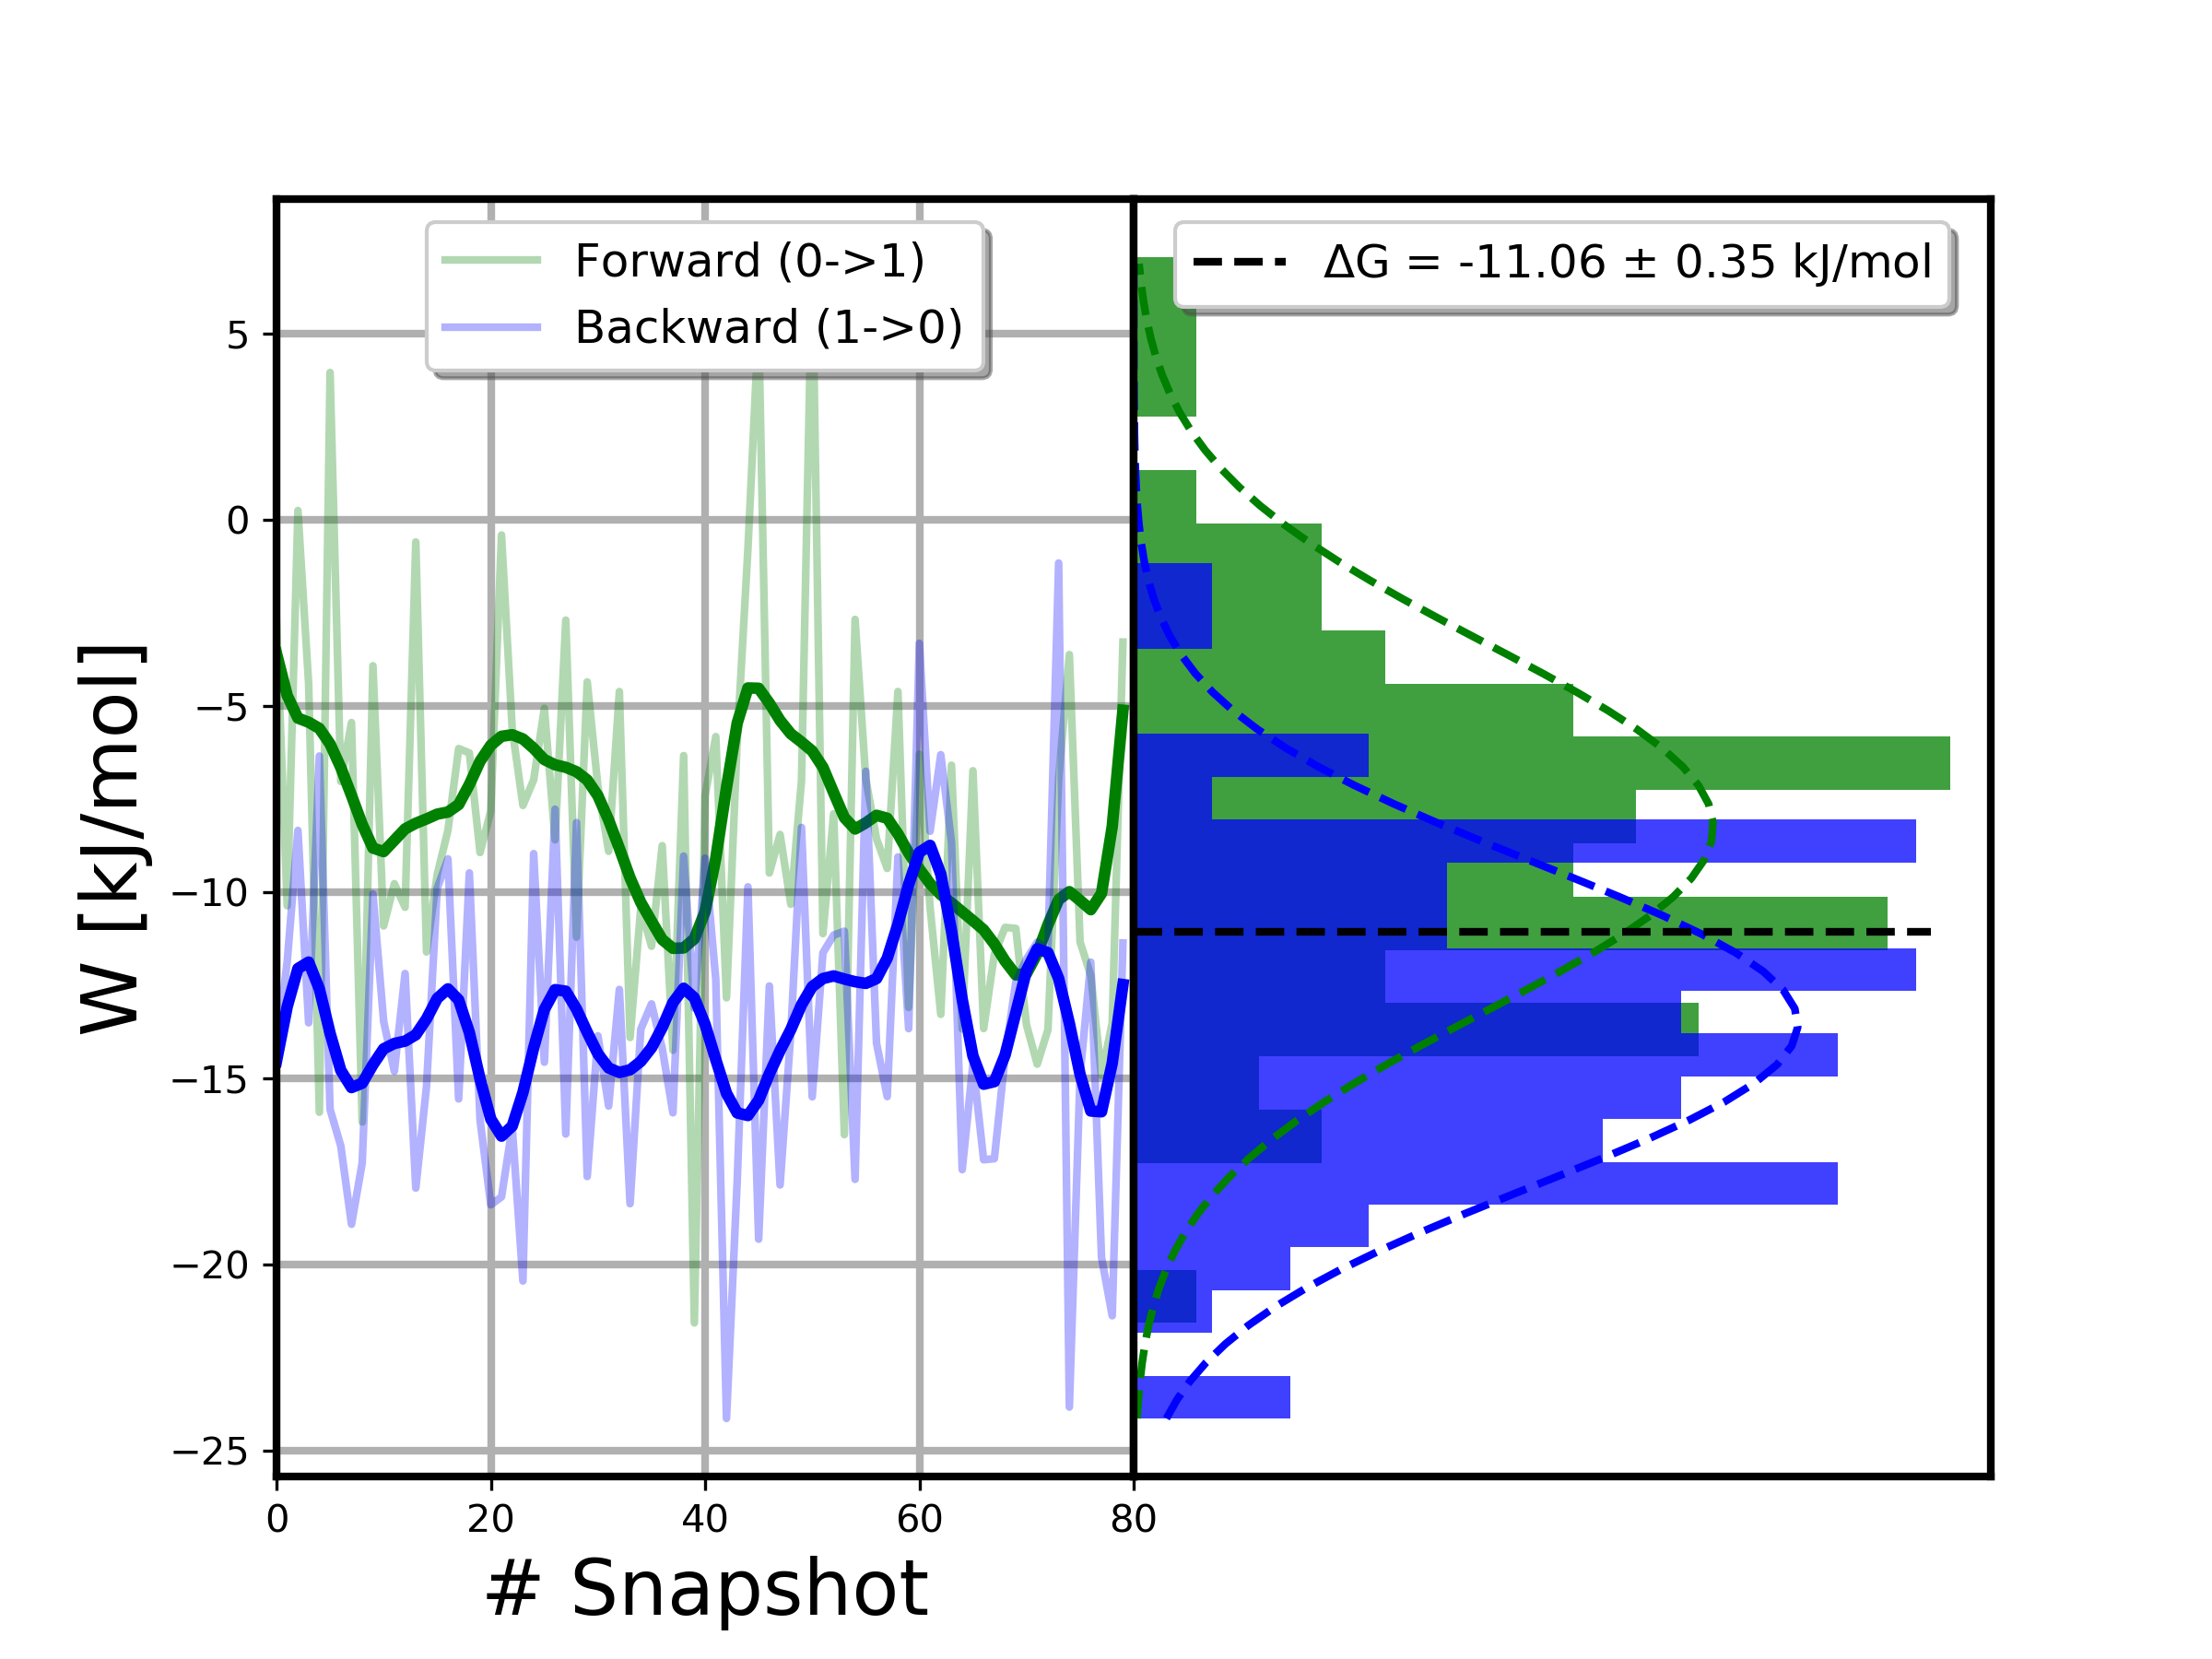 Forward (0->1)
Backward (1->0)
ΔG = -11.06 ± 0.35 kJ/mol
W [kJ/mol]
5
0
−5
−10
−15
−20
−25
0 20 40 60 80
# Snapshot